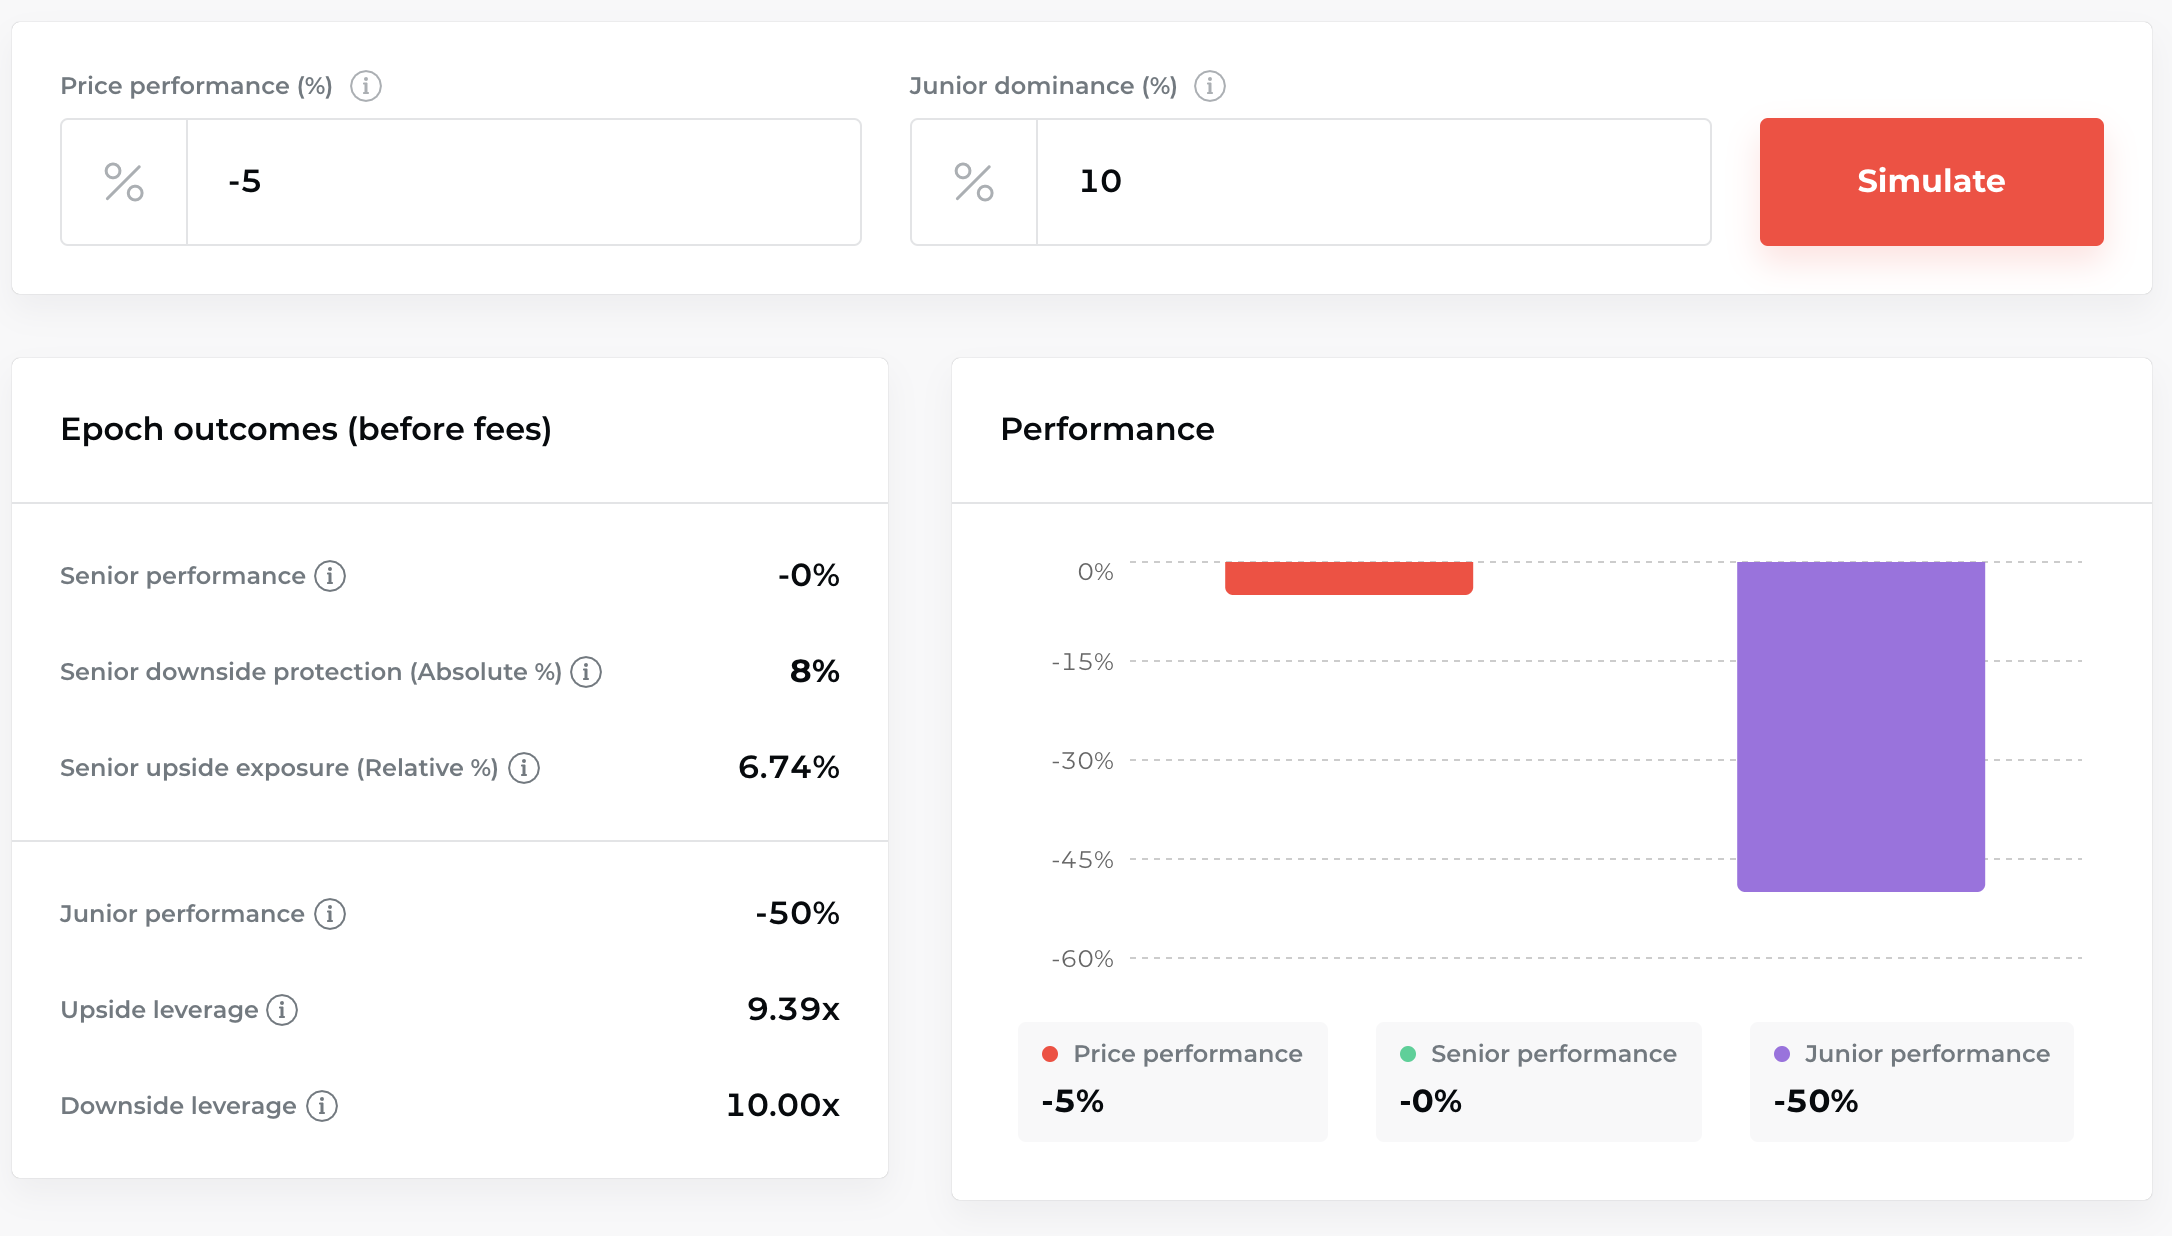 Price performance (%)
Junior dominance (%)
% -5
% 10
Simulate
Epoch outcomes (before fees)
Senior performance -0%
Senior downside protection (Absolute %) 8%
Senior upside exposure (Relative %) 6.74%
Junior performance -50%
Upside leverage 9.39x
Downside leverage 10.00x
Performance
0%
-15%
-30%
-45%
-60%
Price performance
-5%
Senior performance
-0%
Junior performance
-50%